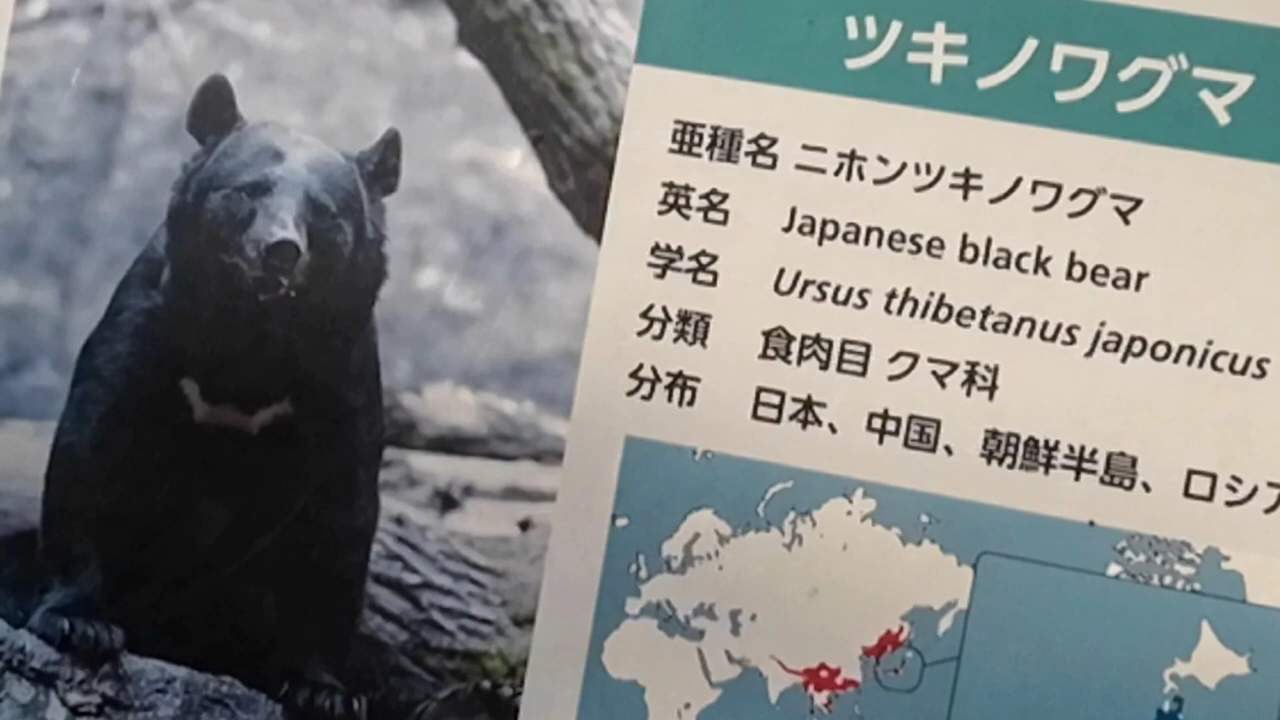 ツキノワグマ
亜種名 ニホンツキノワグマ
英名 Japanese black bear
学名 Ursus thibetanus japonicus
分類 食肉目 クマ科
分布 日本、中国、朝鮮半島、ロシア